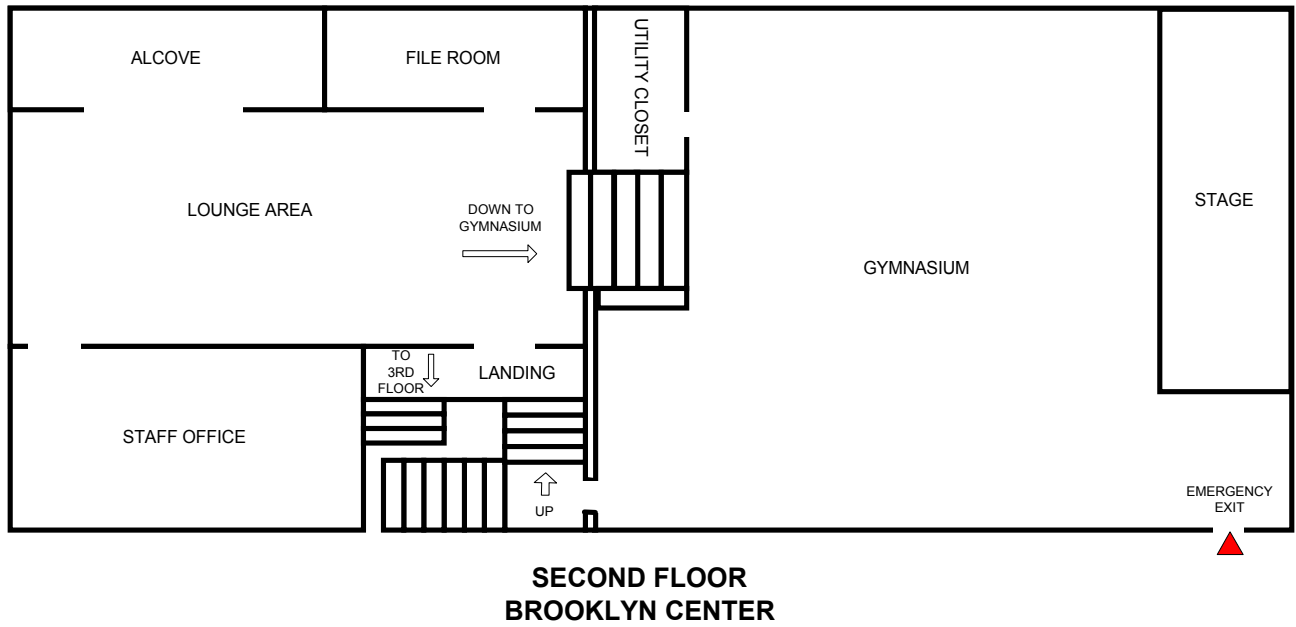 ALCOVE
FILE ROOM
UTILITY CLOSET
LOUNGE AREA
DOWN TO
GYMNASIUM
STAGE
GYMNASIUM
TO
3RD
FLOOR
LANDING
STAFF OFFICE
UP
EMERGENCY
EXIT
SECOND FLOOR
BROOKLYN CENTER